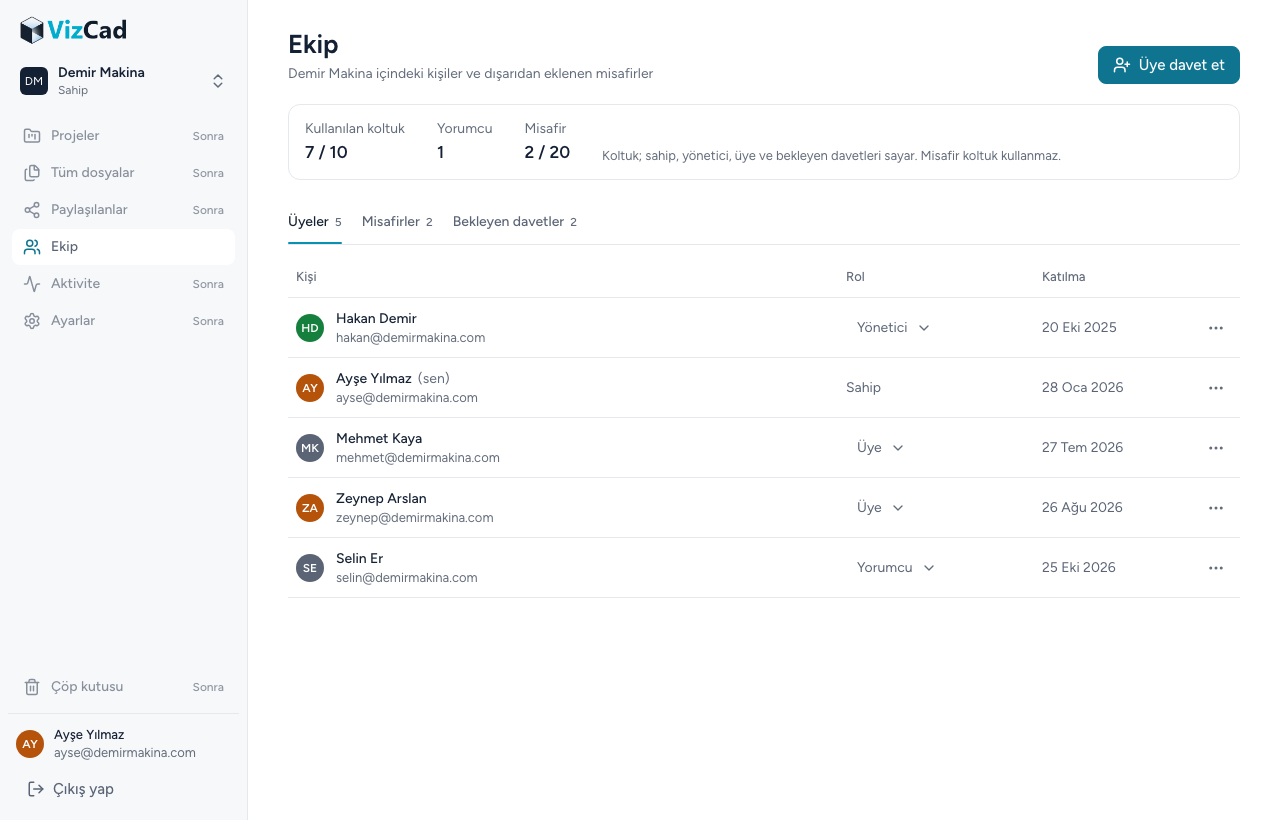 VizCad
DM
Demir Makina
Sahip
Projeler Sonra
Tüm dosyalar Sonra
Paylaşılanlar Sonra
Ekip
Aktivite Sonra
Ayarlar Sonra
Çöp kutusu Sonra
AY
Ayşe Yılmaz
ayse@demirmakina.com
Çıkış yap
Ekip
Demir Makina içindeki kişiler ve dışarıdan eklenen misafirler
Üye davet et
Kullanılan koltuk Yorumcu Misafir
7 / 10 1 2 / 20 Koltuk; sahip, yönetici, üye ve bekleyen davetleri sayar. Misafir koltuk kullanmaz.
Üyeler 5 Misafirler 2 Bekleyen davetler 2
Kişi Rol Katılma
HD Hakan Demir
hakan@demirmakina.com
Yönetici 20 Eki 2025
AY Ayşe Yılmaz (sen)
ayse@demirmakina.com
Sahip 28 Oca 2026
MK Mehmet Kaya
mehmet@demirmakina.com
Üye 27 Tem 2026
ZA Zeynep Arslan
zeynep@demirmakina.com
Üye 26 Ağu 2026
SE Selin Er
selin@demirmakina.com
Yorumcu 25 Eki 2026